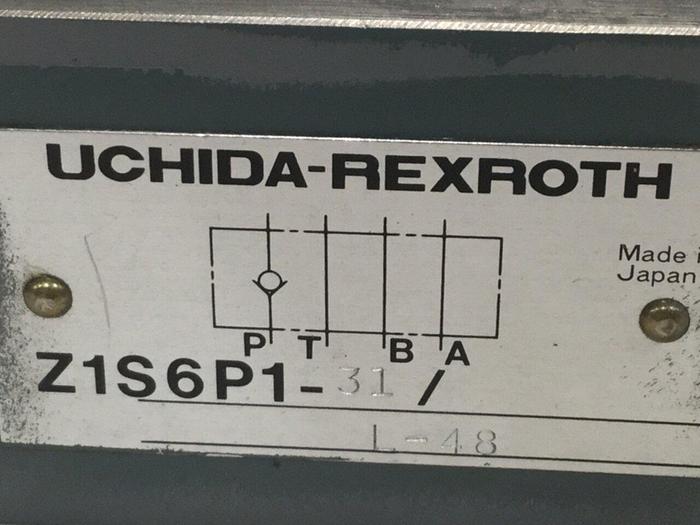 UCHIDA-REXROTH
Made i
Japan
P T B A
Z1S6P1-31/
L-48